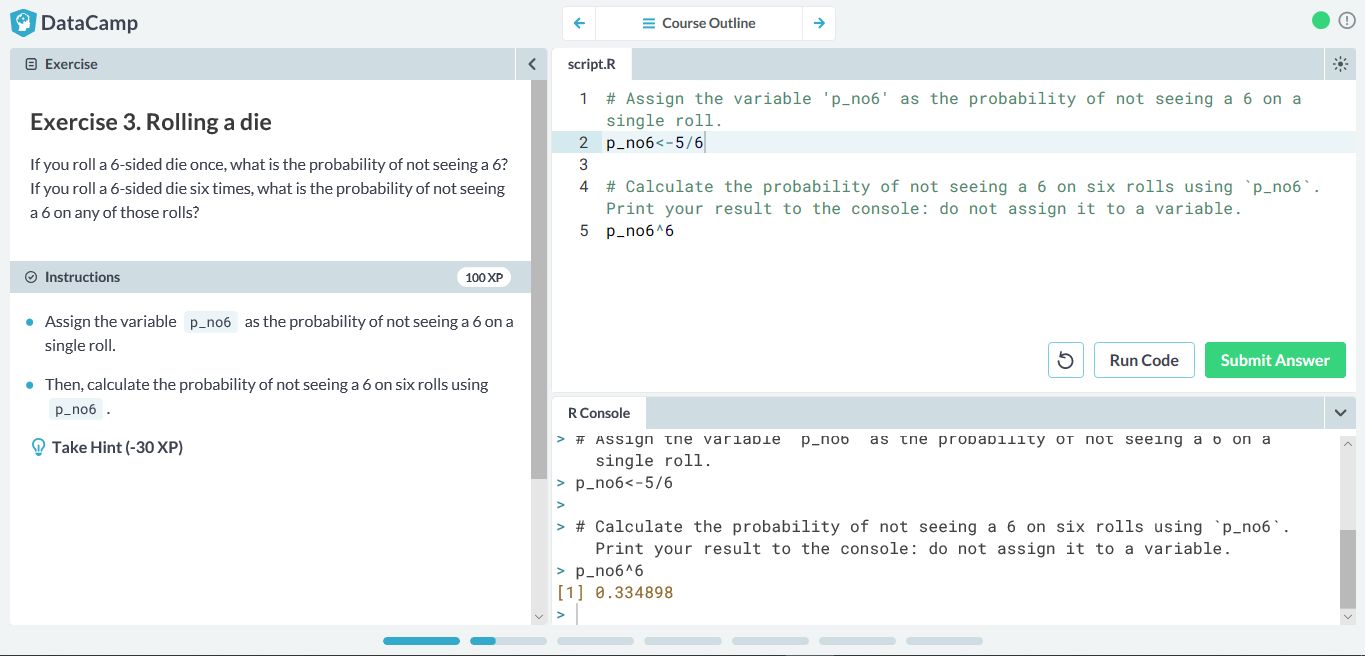 DataCamp
Course Outline
Exercise
Exercise 3. Rolling a die
If you roll a 6-sided die once, what is the probability of not seeing a 6?
If you roll a 6-sided die six times, what is the probability of not seeing
a 6 on any of those rolls?
Instructions
100 XP
Assign the variable p_no6 as the probability of not seeing a 6 on a
single roll.
Then, calculate the probability of not seeing a 6 on six rolls using
p_no6 .
Take Hint (-30 XP)
script.R
1 # Assign the variable 'p_no6' as the probability of not seeing a 6 on a
single roll.
2 p_no6<-5/6
3
4 # Calculate the probability of not seeing a 6 on six rolls using `p_no6`.
Print your result to the console: do not assign it to a variable.
5 p_no6^6
Run Code
Submit Answer
R Console
> # Assign the variable 'p_no6' as the probability of not seeing a 6 on a
single roll.
> p_no6<-5/6
>
> # Calculate the probability of not seeing a 6 on six rolls using `p_no6`.
Print your result to the console: do not assign it to a variable.
> p_no6^6
[1] 0.334898
>